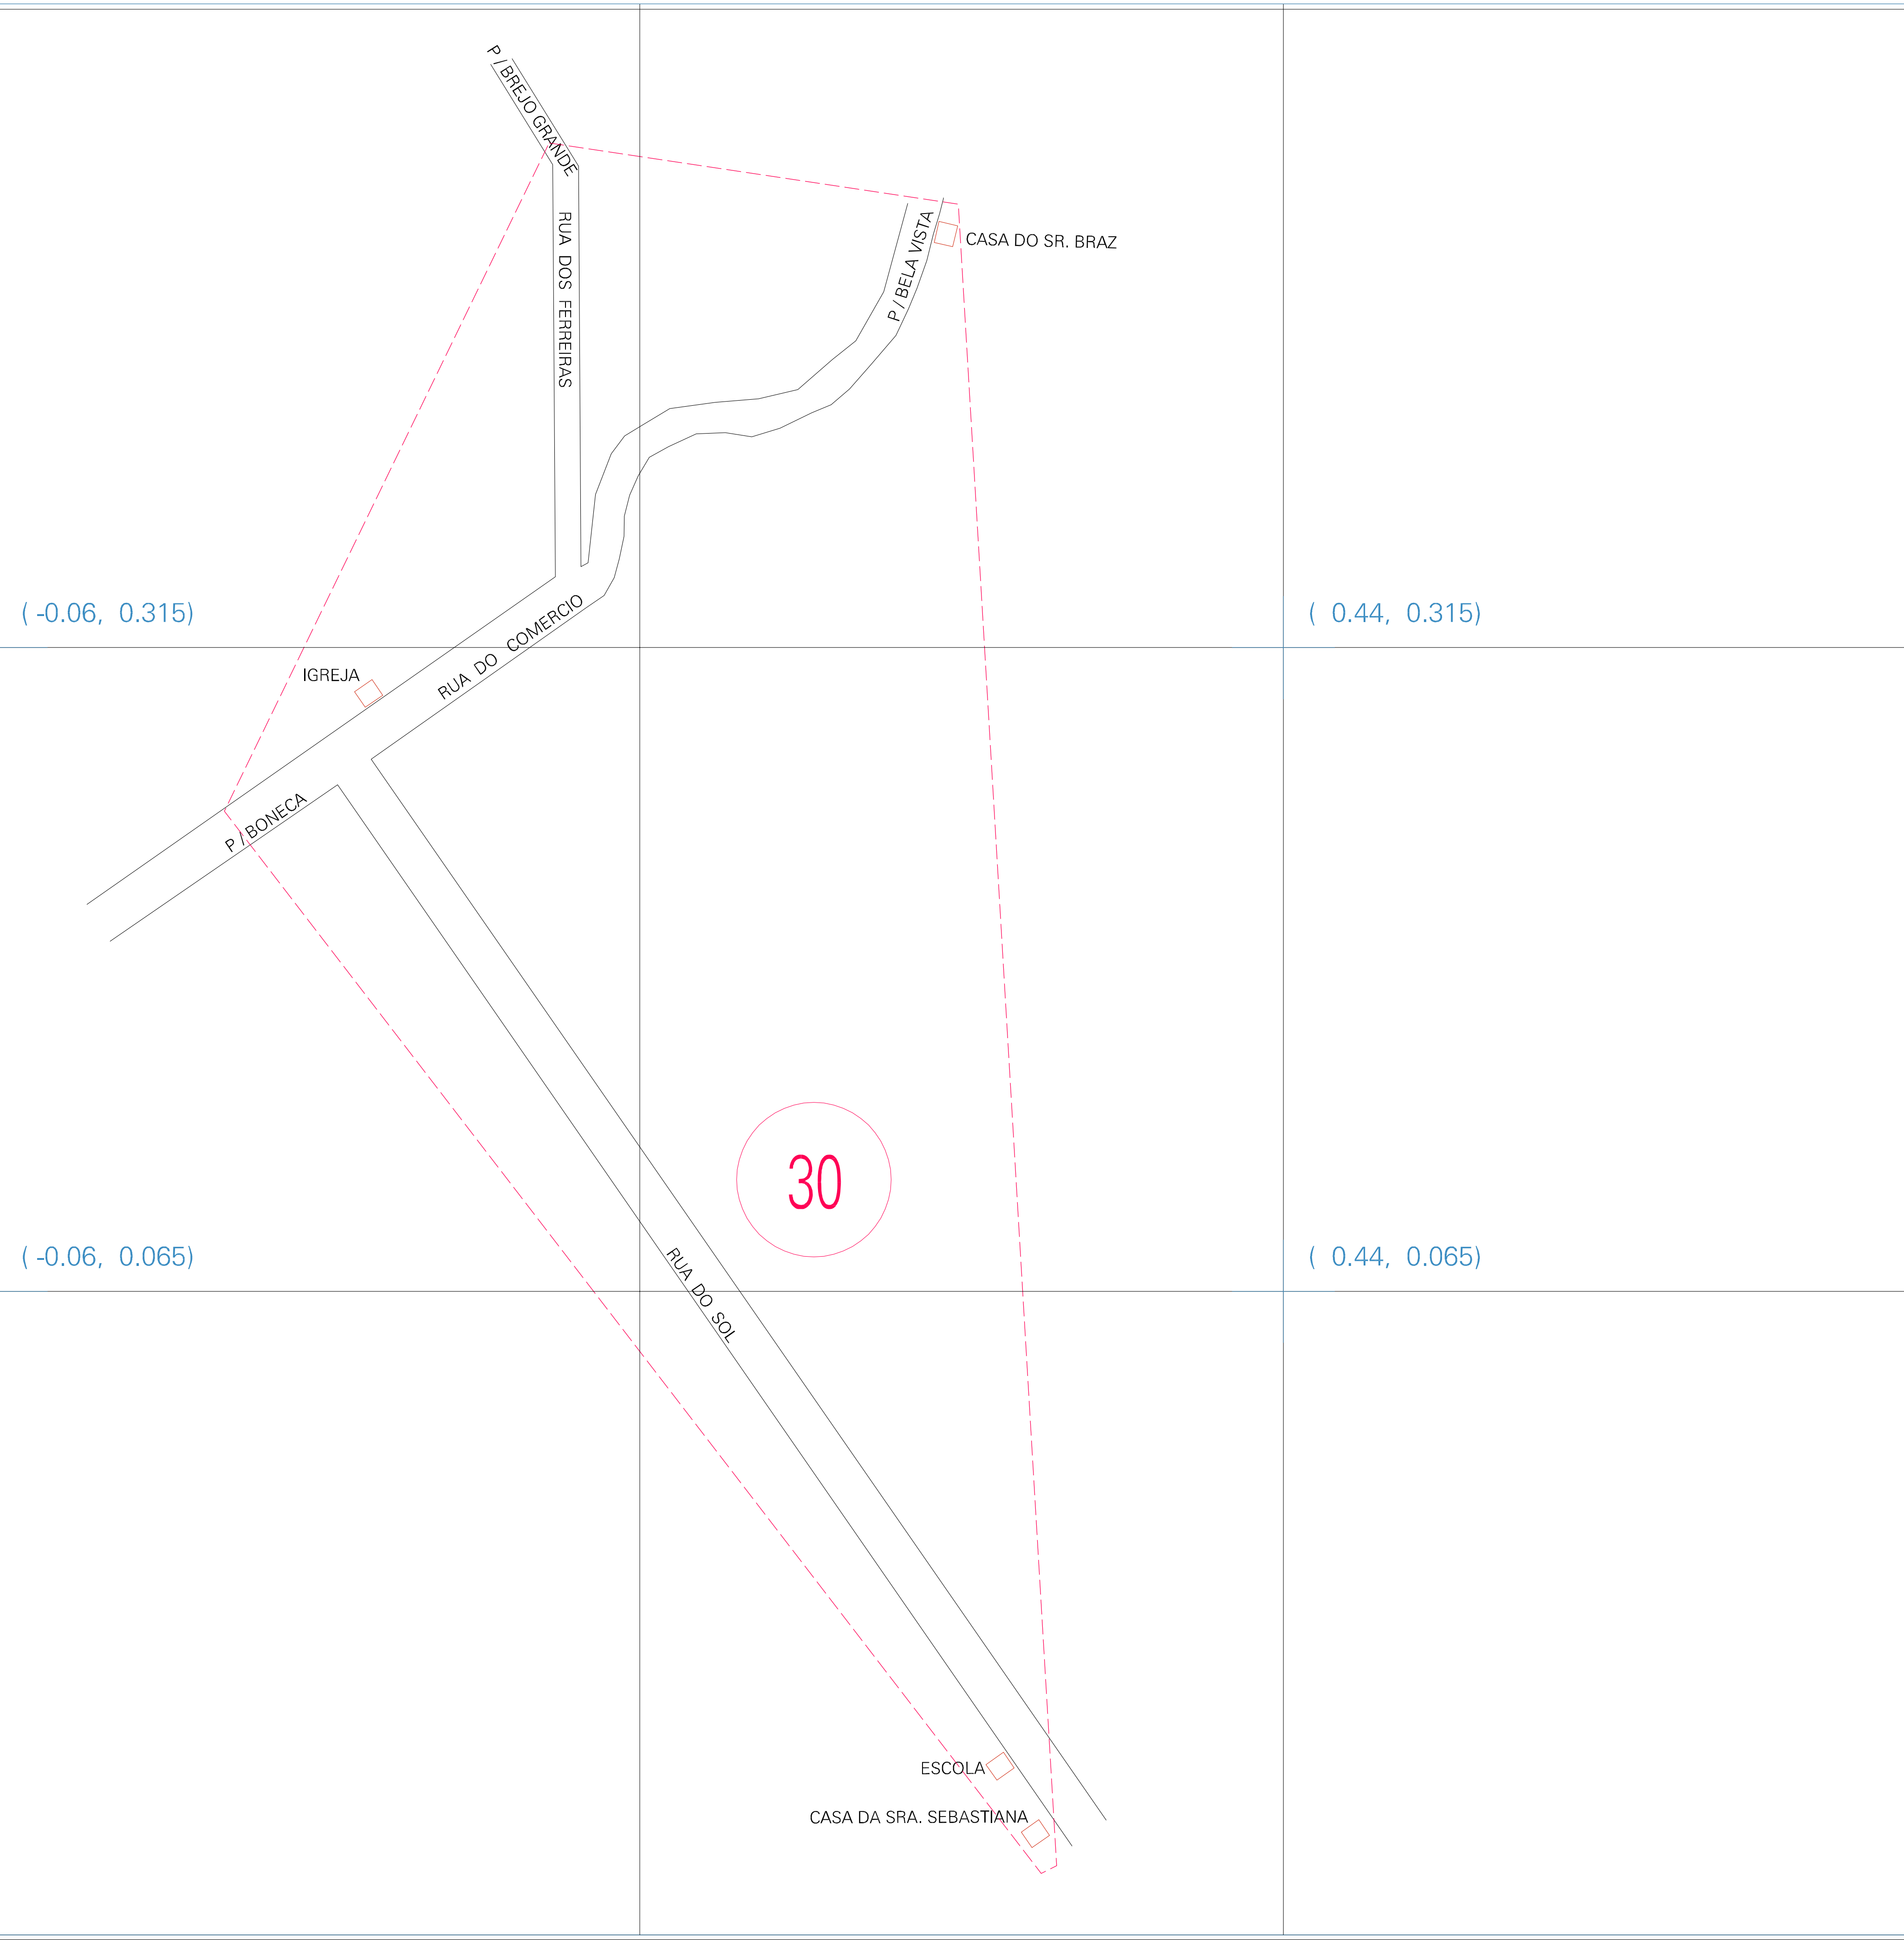 P / BREJO GRANDE
RUA DOS FERREIRAS
P / BELA VISTA
CASA DO SR. BRAZ
( -0.06, 0.315)
( 0.44, 0.315)
RUA DO COMERCIO
IGREJA
P / BONECA
30
( -0.06, 0.065)
( 0.44, 0.065)
RUA DO SOL
ESCOLA
CASA DA SRA. SEBASTIANA